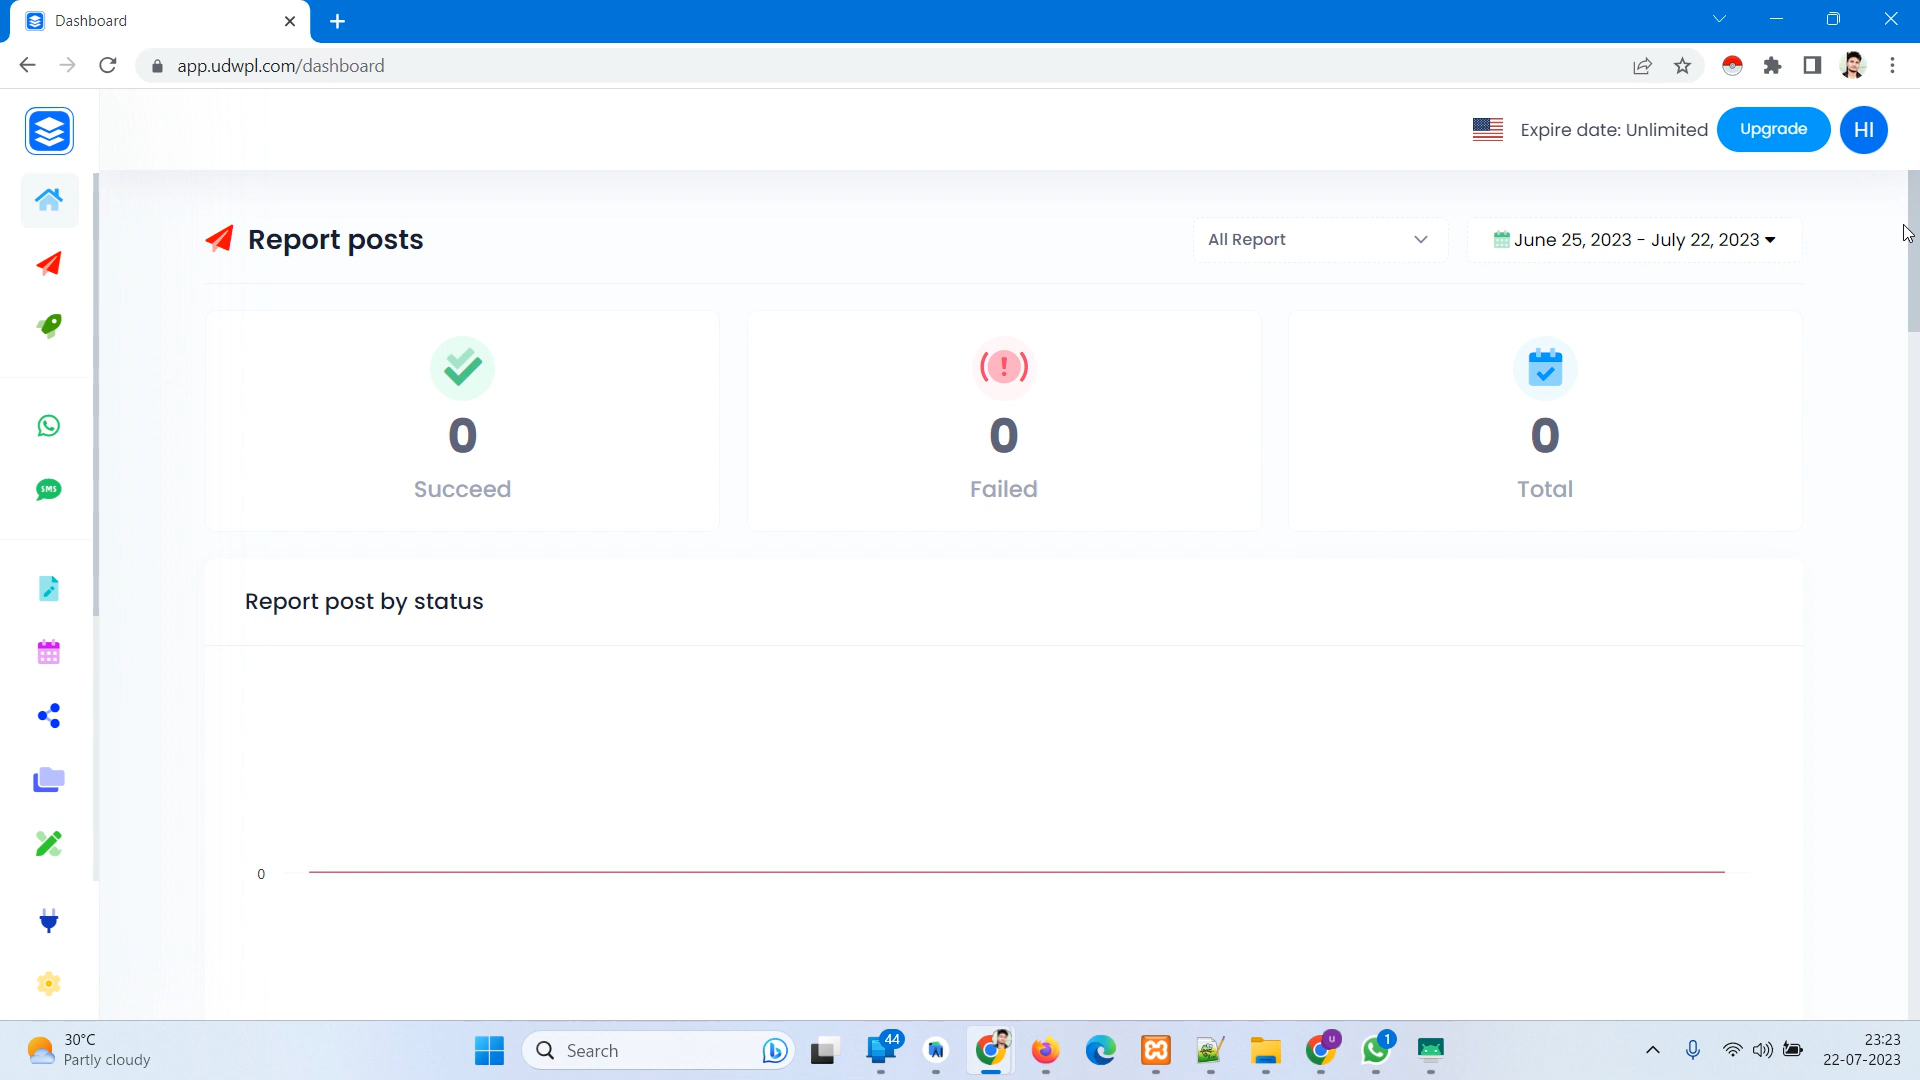 Dashboard
app.udwpl.com/dashboard
Expire date: Unlimited
Upgrade
HI
Report posts
All Report
June 25, 2023 - July 22, 2023
0
Succeed
0
Failed
0
Total
SMS
Report post by status
0
30°C
Partly cloudy
Search
44
U
1
23:23
22-07-2023